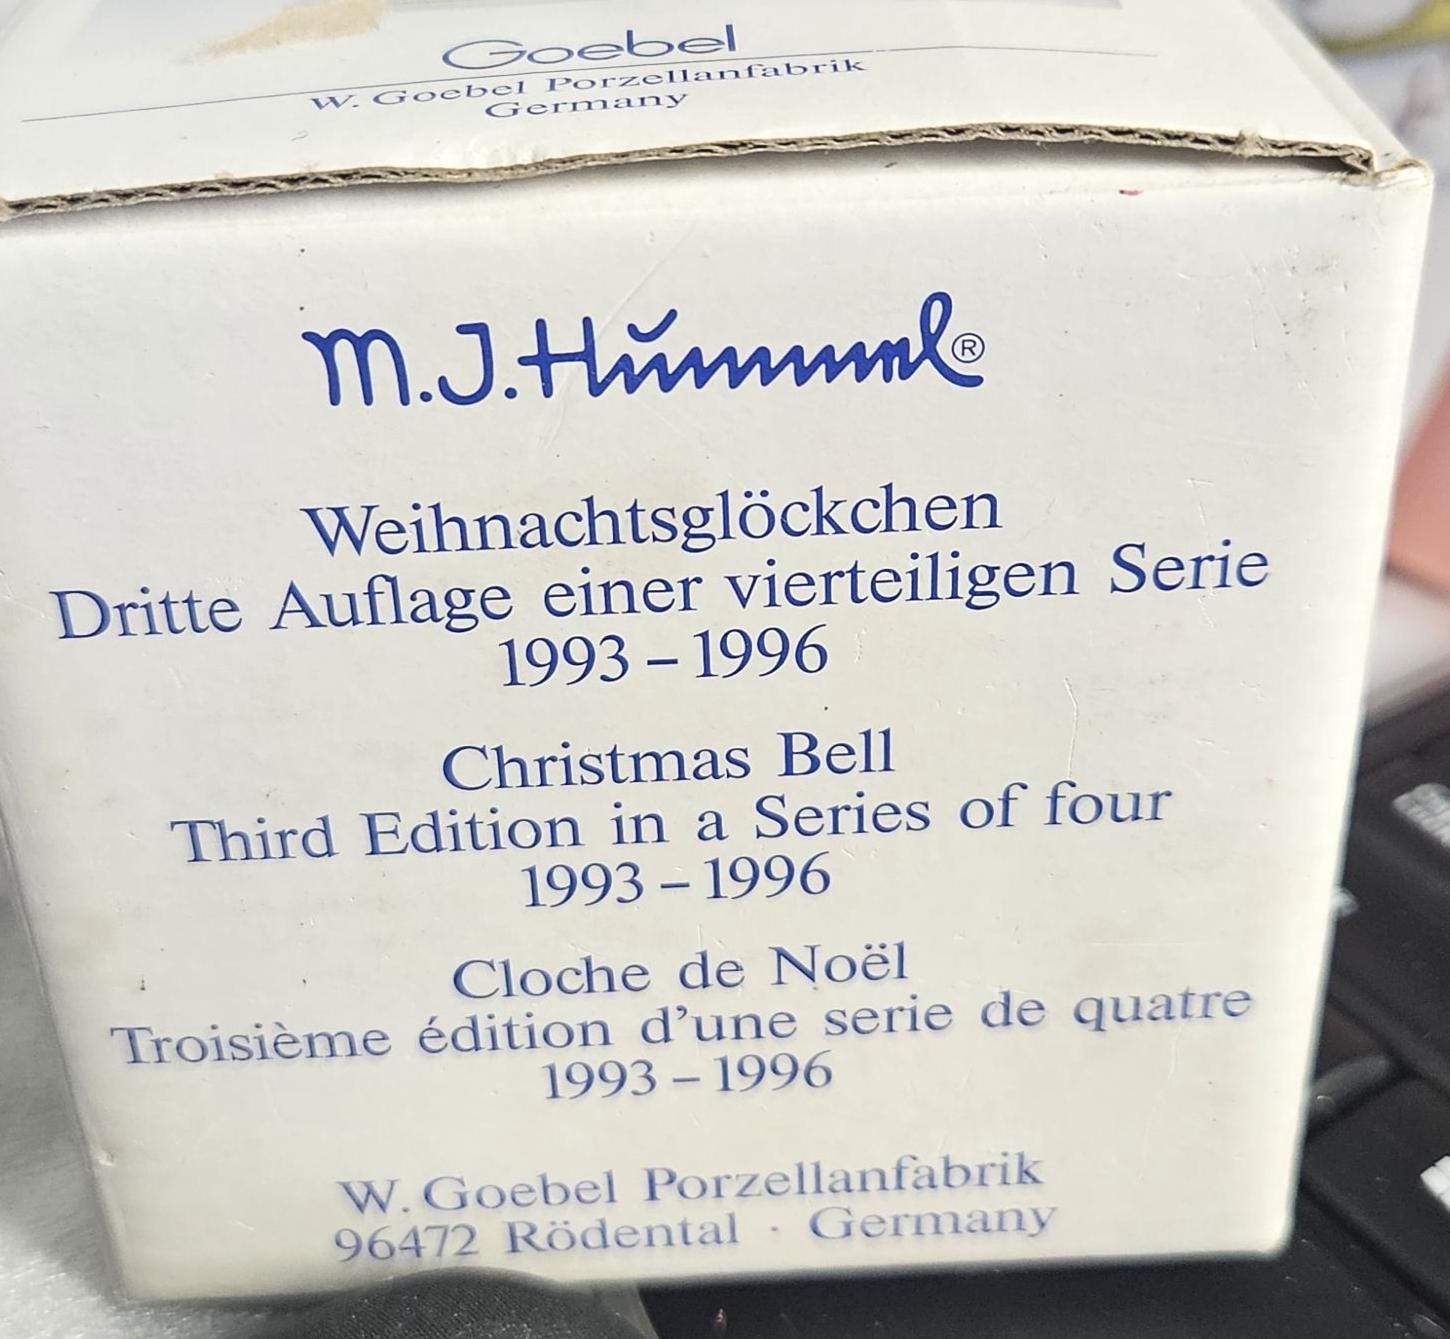 Goebel
W. Goebel Porzellanfabrik
Germany
M.J.Hummel®
Weihnachtsglöckchen
Dritte Auflage einer vierteiligen Serie
1993 – 1996
Christmas Bell
Third Edition in a Series of four
1993 – 1996
Cloche de Noël
Troisième édition d'une serie de quatre
1993 – 1996
W. Goebel Porzellanfabrik
96472 Rödental · Germany